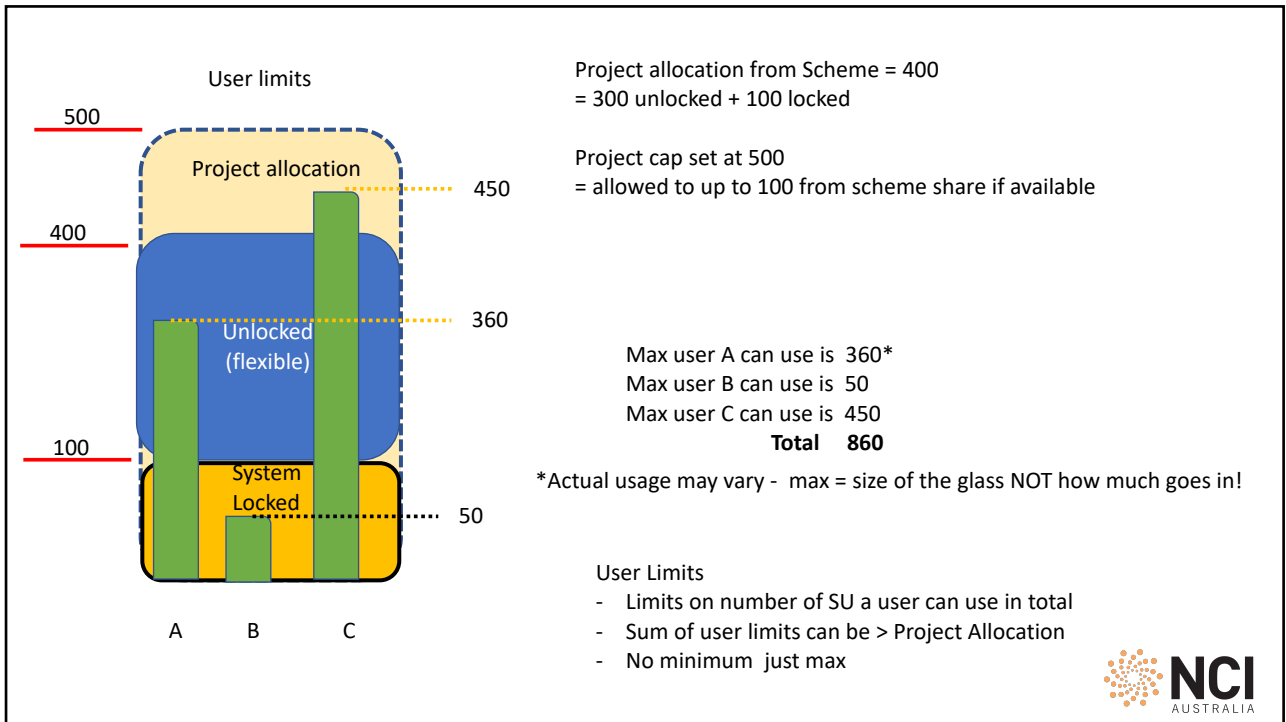 User limits
500
Project allocation
450
400
360
Unlocked
(flexible)
100
System
Locked
50
A B C
Project allocation from Scheme = 400
= 300 unlocked + 100 locked
Project cap set at 500
= allowed to up to 100 from scheme share if available
Max user A can use is 360*
Max user B can use is 50
Max user C can use is 450
Total 860
*Actual usage may vary - max = size of the glass NOT how much goes in!
User Limits
- Limits on number of SU a user can use in total
- Sum of user limits can be > Project Allocation
- No minimum just max
NCI
AUSTRALIA